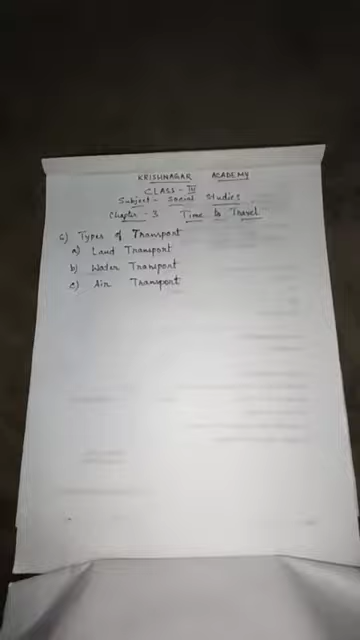 KRISHNAGAR ACADEMY
CLASS - IV
Subject - Social Studies
Chapter - 3 Time to Travel
c) Types of Transport
a) Land Transport
b) Water Transport
c) Air Transport